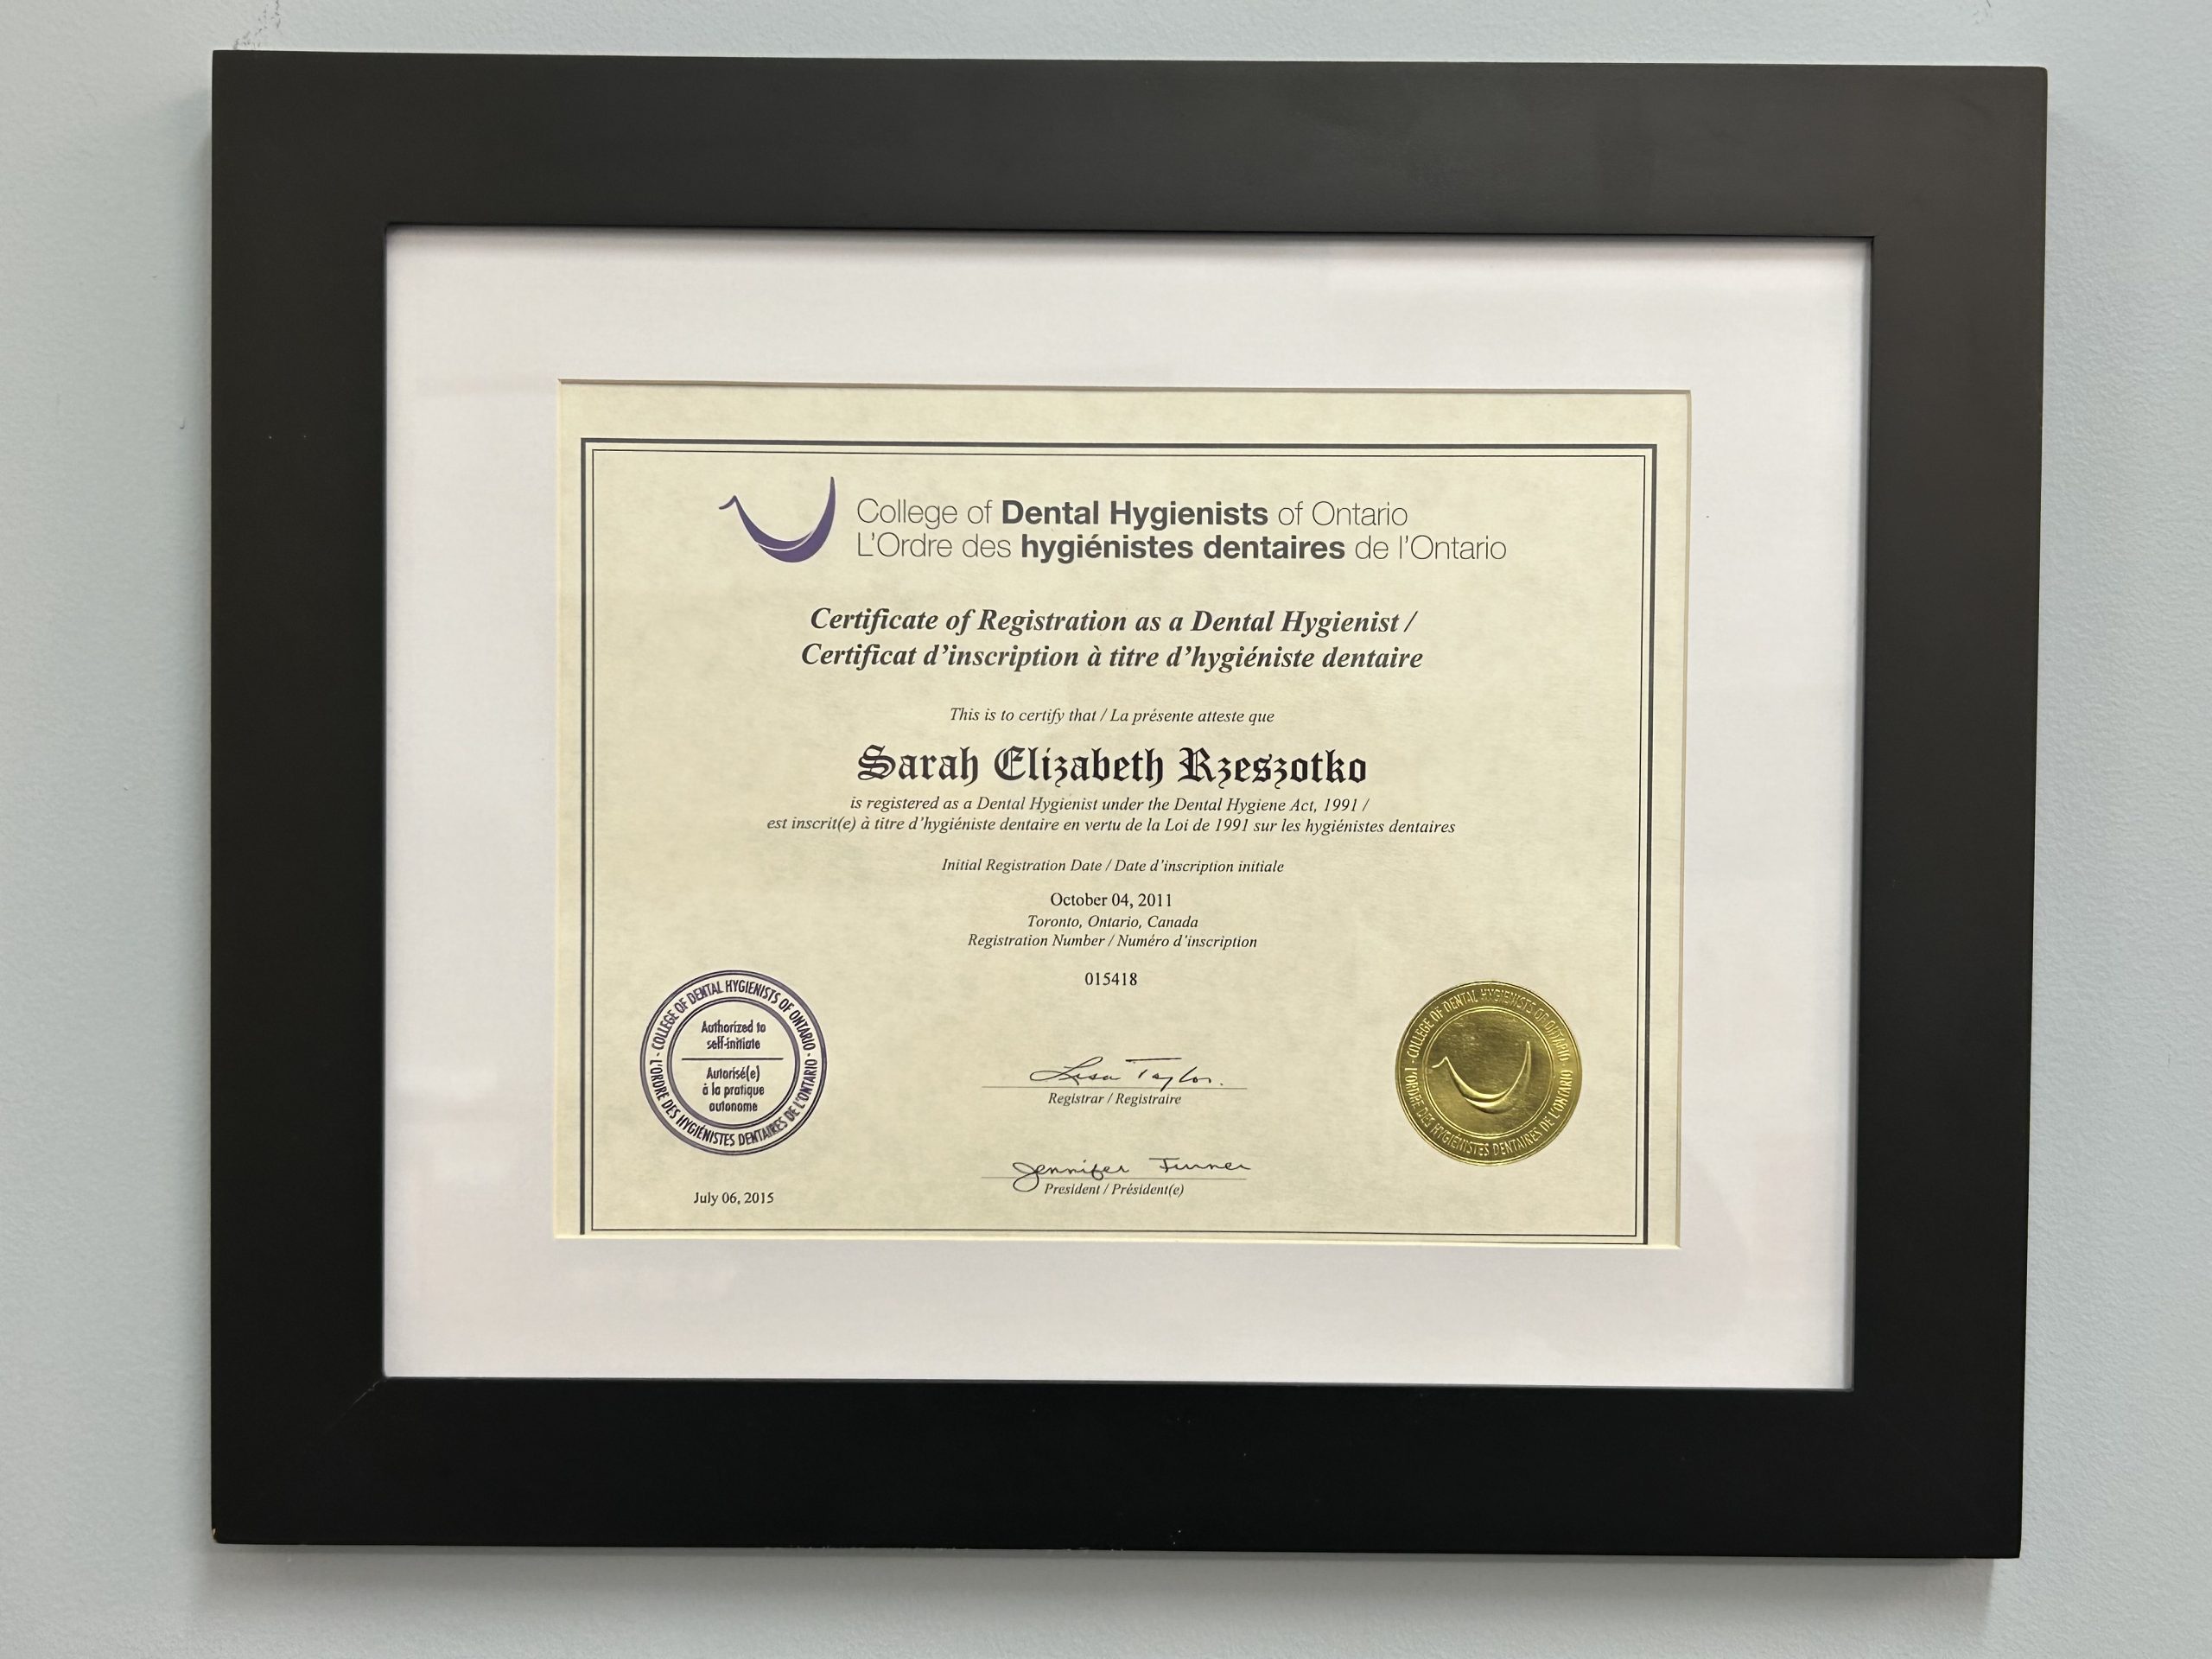 College of Dental Hygienists of Ontario
L'Ordre des hygiénistes dentaires de l'Ontario
Certificate of Registration as a Dental Hygienist /
Certificat d'inscription à titre d'hygiéniste dentaire
This is to certify that / La présente atteste que
Sarah Elizabeth Rzeszotko
is registered as a Dental Hygienist under the Dental Hygiene Act, 1991 /
est inscrit(e) à titre d'hygiéniste dentaire en vertu de la Loi de 1991 sur les hygiénistes dentaires
Initial Registration Date / Date d'inscription initiale
October 04, 2011
Toronto, Ontario, Canada
Registration Number / Numéro d'inscription
015418
- COLLEGE OF DENTAL HYGIENISTS OF ONTARIO -
L'ORDRE DES HYGIÉNISTES DENTAIRES DE L'ONTARIO
Authorized to
self-initiate
Autorisé(e)
à la pratique
autonome
July 06, 2015
Lisa Taylor
Registrar / Registraire
Jennifer Turner
President / Président(e)
- COLLEGE OF DENTAL HYGIENISTS OF ONTARIO -
L'ORDRE DES HYGIÉNISTES DENTAIRES DE L'ONTARIO